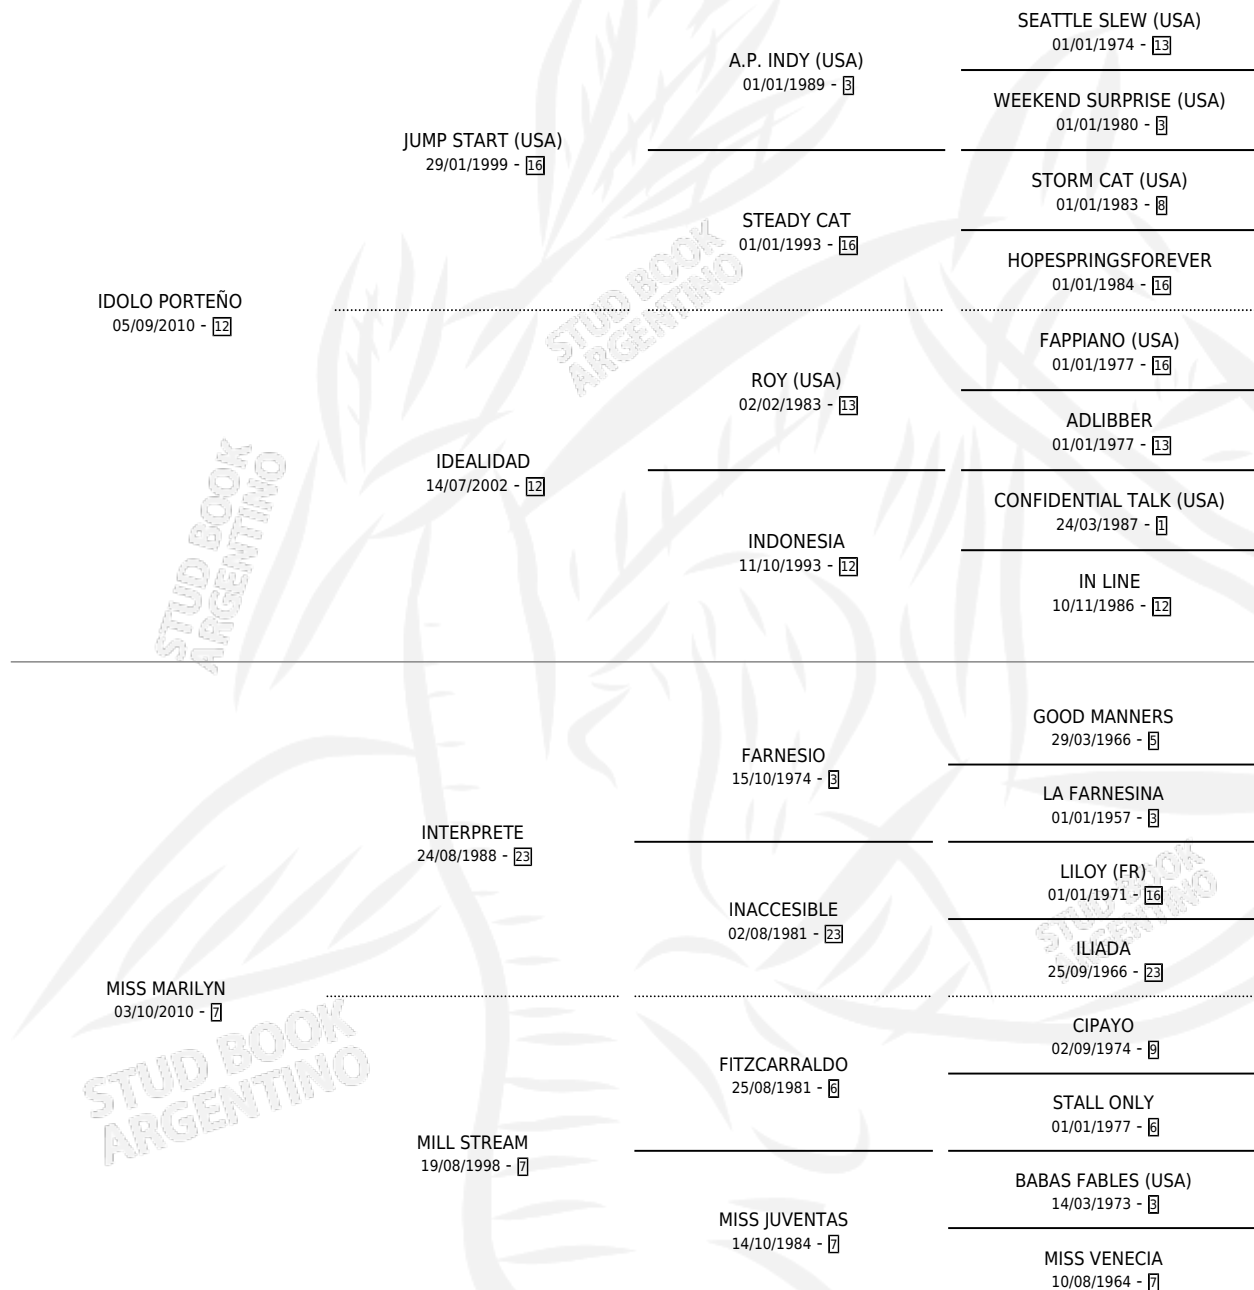 SEATTLE SLEW (USA)
01/01/1974 - 13
A.P. INDY (USA)
01/01/1989 - 3
WEEKEND SURPRISE (USA)
01/01/1980 - 3
JUMP START (USA)
29/01/1999 - 16
STORM CAT (USA)
01/01/1983 - 8
STEADY CAT
01/01/1993 - 16
HOPESPRINGSFOREVER
01/01/1984 - 16
IDOLO PORTEÑO
05/09/2010 - 12
FAPPIANO (USA)
01/01/1977 - 16
ROY (USA)
02/02/1983 - 13
ADLIBBER
01/01/1977 - 13
IDEALIDAD
14/07/2002 - 12
CONFIDENTIAL TALK (USA)
24/03/1987 - 1
INDONESIA
11/10/1993 - 12
IN LINE
10/11/1986 - 12
GOOD MANNERS
29/03/1966 - 5
FARNESIO
15/10/1974 - 3
LA FARNESINA
01/01/1957 - 3
INTERPRETE
24/08/1988 - 23
LILOY (FR)
01/01/1971 - 16
INACCESIBLE
02/08/1981 - 23
ILIADA
25/09/1966 - 23
MISS MARILYN
03/10/2010 - 7
CIPAYO
02/09/1974 - 9
FITZCARRALDO
25/08/1981 - 6
STALL ONLY
01/01/1977 - 6
MILL STREAM
19/08/1998 - 7
BABAS FABLES (USA)
14/03/1973 - 3
MISS JUVENTAS
14/10/1984 - 7
MISS VENECIA
10/08/1964 - 7
STUD BOOK
ARGENTINO
STUD BOOK
ARGENTINO
STUD BOOK
ARGENTINO
STUD BOOK
ARGENTINO